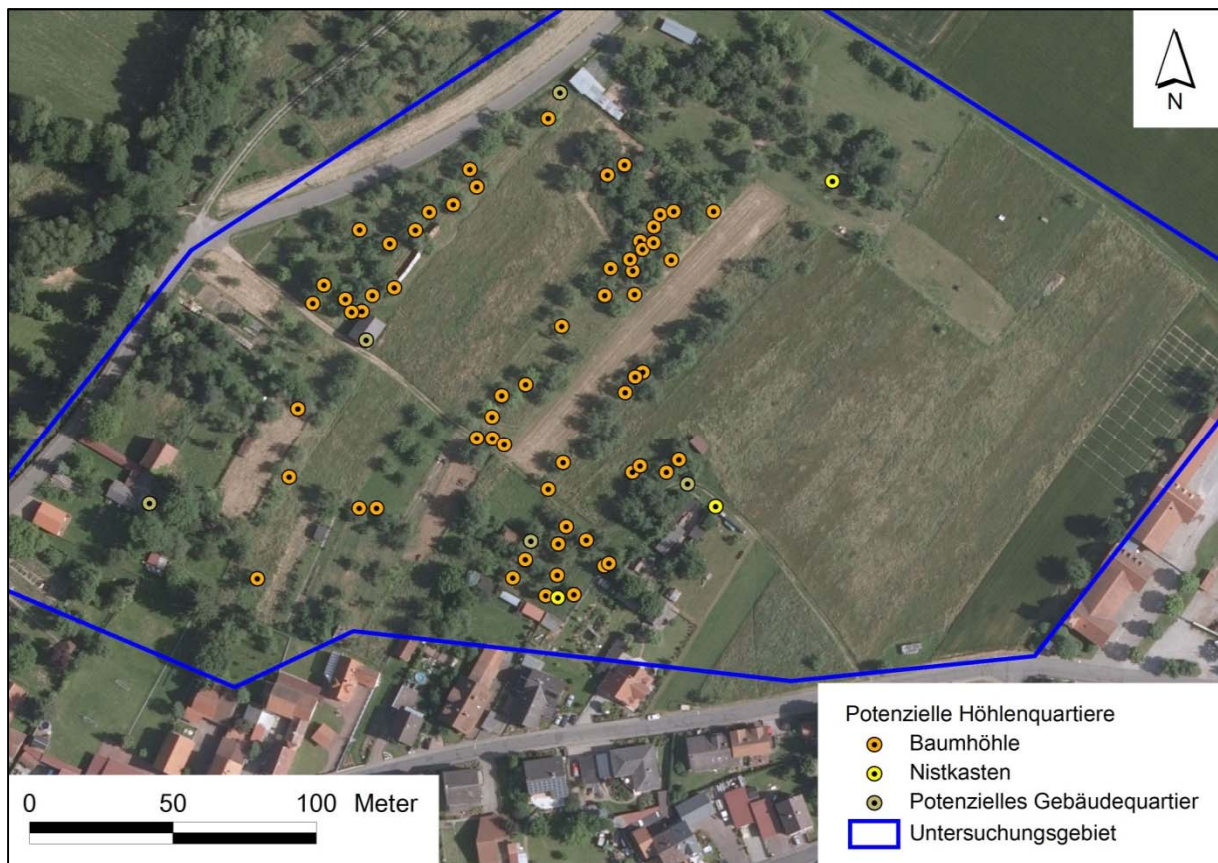 N
Potenzielle Höhlenquartiere
Baumhöhle
Nistkasten
Potenzielles Gebäudequartier
Untersuchungsgebiet
0 50 100 Meter